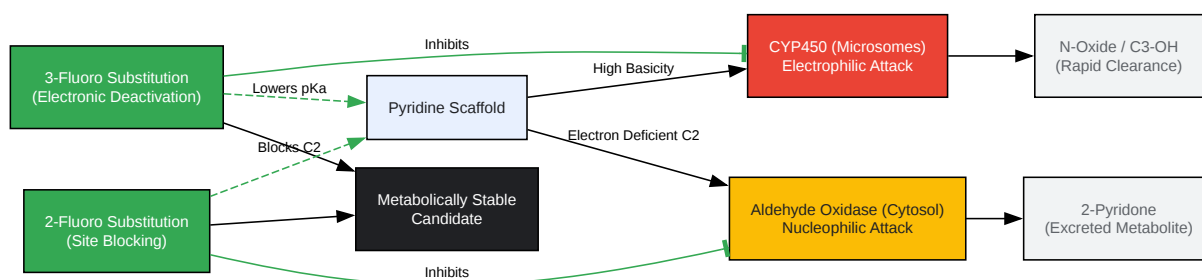 3-Fluoro Substitution
(Electronic Deactivation)
Inhibits
Lowers pKa
Blocks C2
Pyridine Scaffold
High Basicity
Electron Deficient C2
CYP450 (Microsomes)
Electrophilic Attack
N-Oxide / C3-OH
(Rapid Clearance)
2-Fluoro Substitution
(Site Blocking)
Metabolically Stable
Candidate
Inhibits
Aldehyde Oxidase (Cytosol)
Nucleophilic Attack
2-Pyridone
(Excreted Metabolite)